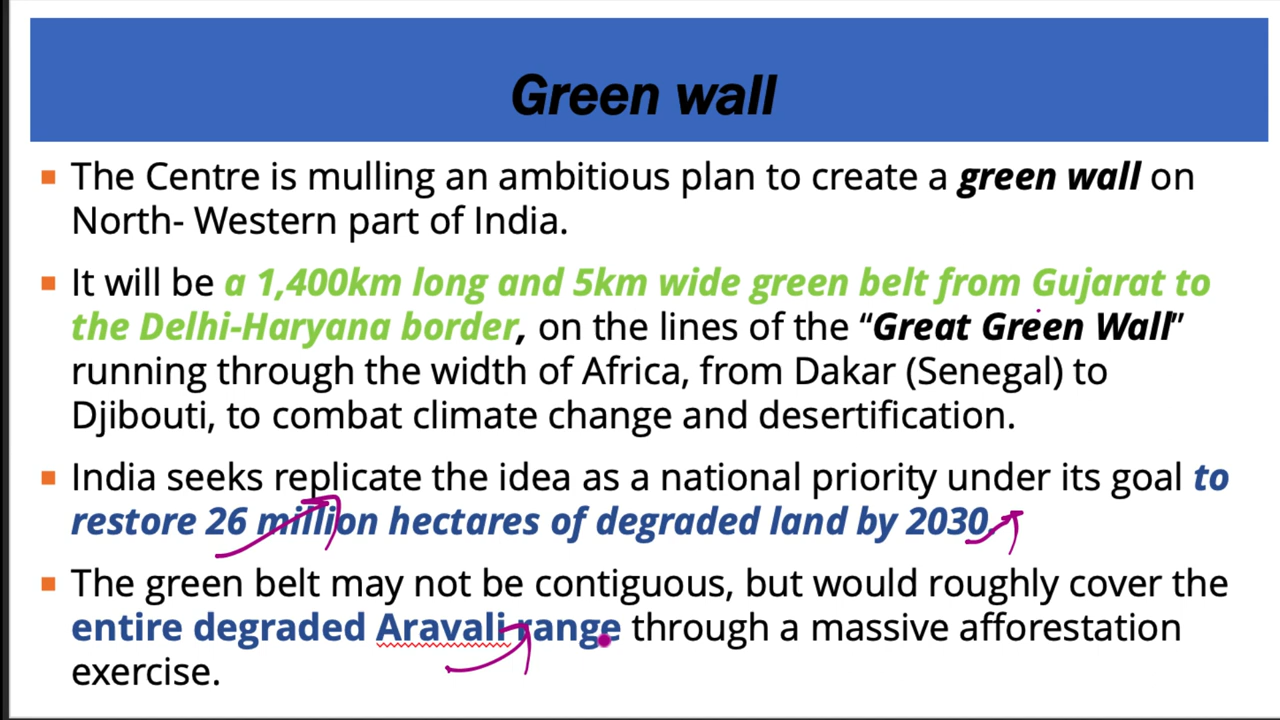 Green wall
The Centre is mulling an ambitious plan to create a green wall on
North- Western part of India.
It will be a 1,400km long and 5km wide green belt from Gujarat to
the Delhi-Haryana border, on the lines of the “Great Green Wall”
running through the width of Africa, from Dakar (Senegal) to
Djibouti, to combat climate change and desertification.
India seeks replicate the idea as a national priority under its goal to
restore 26 million hectares of degraded land by 2030.
The green belt may not be contiguous, but would roughly cover the
entire degraded Aravali range through a massive afforestation
exercise.